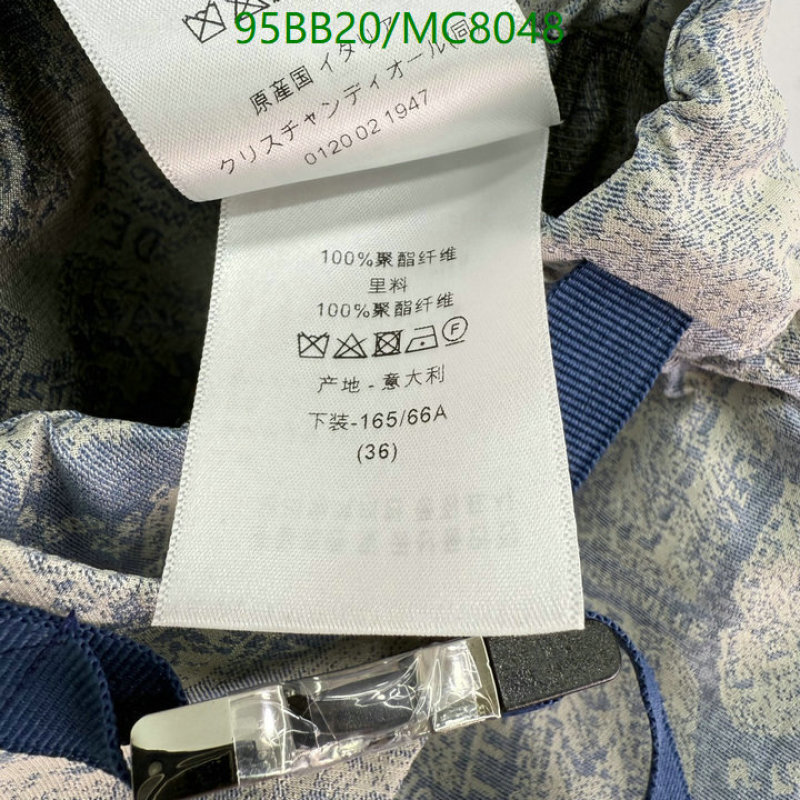 95BB20/MC8048
原産国 イタリア
クリスチャンディオール(同
0120 02 1947
100%聚酯纤维
里料
100%聚酯纤维
F
产地 - 意大利
下装-165/66A
(36)